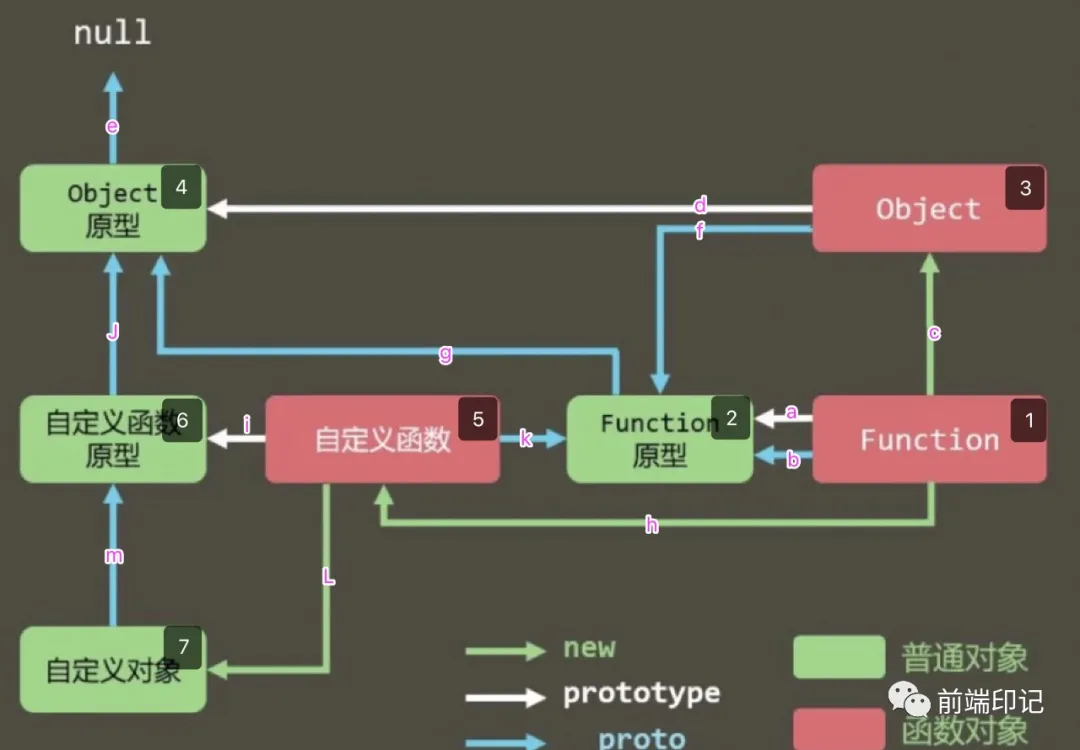 null
e
Object
原型
4
d
Object
3
f
J
g
c
自定义函数
原型
6
i
自定义函数
5
k
Function
原型
2
a
b
Function
1
h
m
L
自定义对象
7
new
prototype
proto
普通对象
前端印记
函数对象